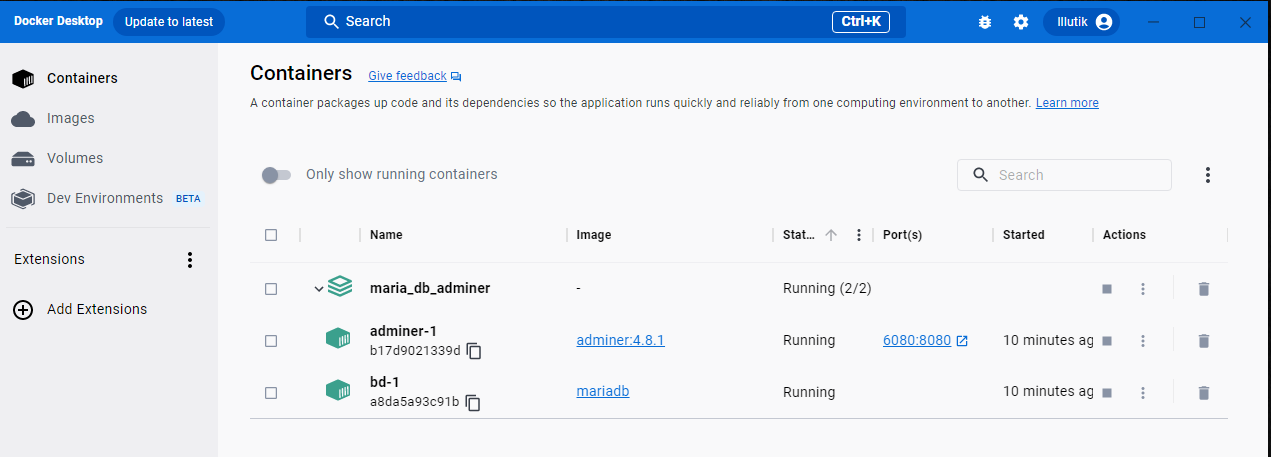 Docker Desktop Update to latest Search Ctrl+K Illutik
Containers
Images
Volumes
Dev Environments BETA
Extensions
Add Extensions
Containers Give feedback
A container packages up code and its dependencies so the application runs quickly and reliably from one computing environment to another. Learn more
Only show running containers Search
Name Image Stat... Port(s) Started Actions
maria_db_adminer - Running (2/2)
adminer-1
b17d9021339d adminer:4.8.1 Running 6080:8080 10 minutes ag
bd-1
a8da5a93c91b mariadb Running 10 minutes ag